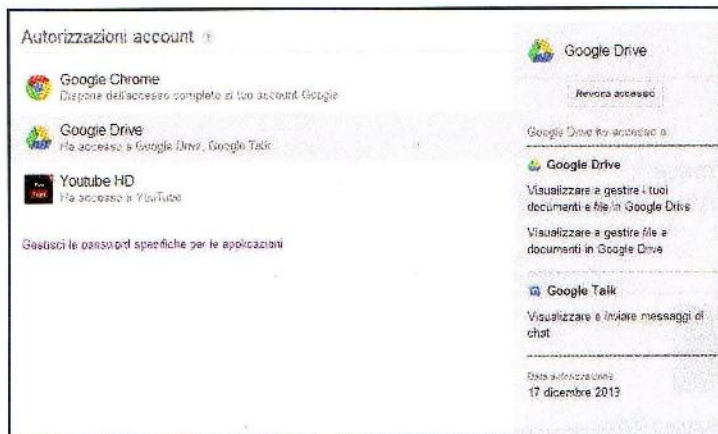 Autorizzazioni account
Google Chrome
Dispone dell'accesso completo al tuo account Google
Google Drive
Ha accesso a Google Drive, Google Talk
Youtube HD
Ha accesso a YouTube
Gestisci le password specifiche per le applicazioni
Google Drive
Revoca accesso
Google Drive ha accesso a
Google Drive
Visualizzare e gestire i tuoi
documenti e file in Google Drive
Visualizzare e gestire file e
documenti in Google Drive
Google Talk
Visualizzare e inviare messaggi di
chat
Data autorizzazione
17 dicembre 2013